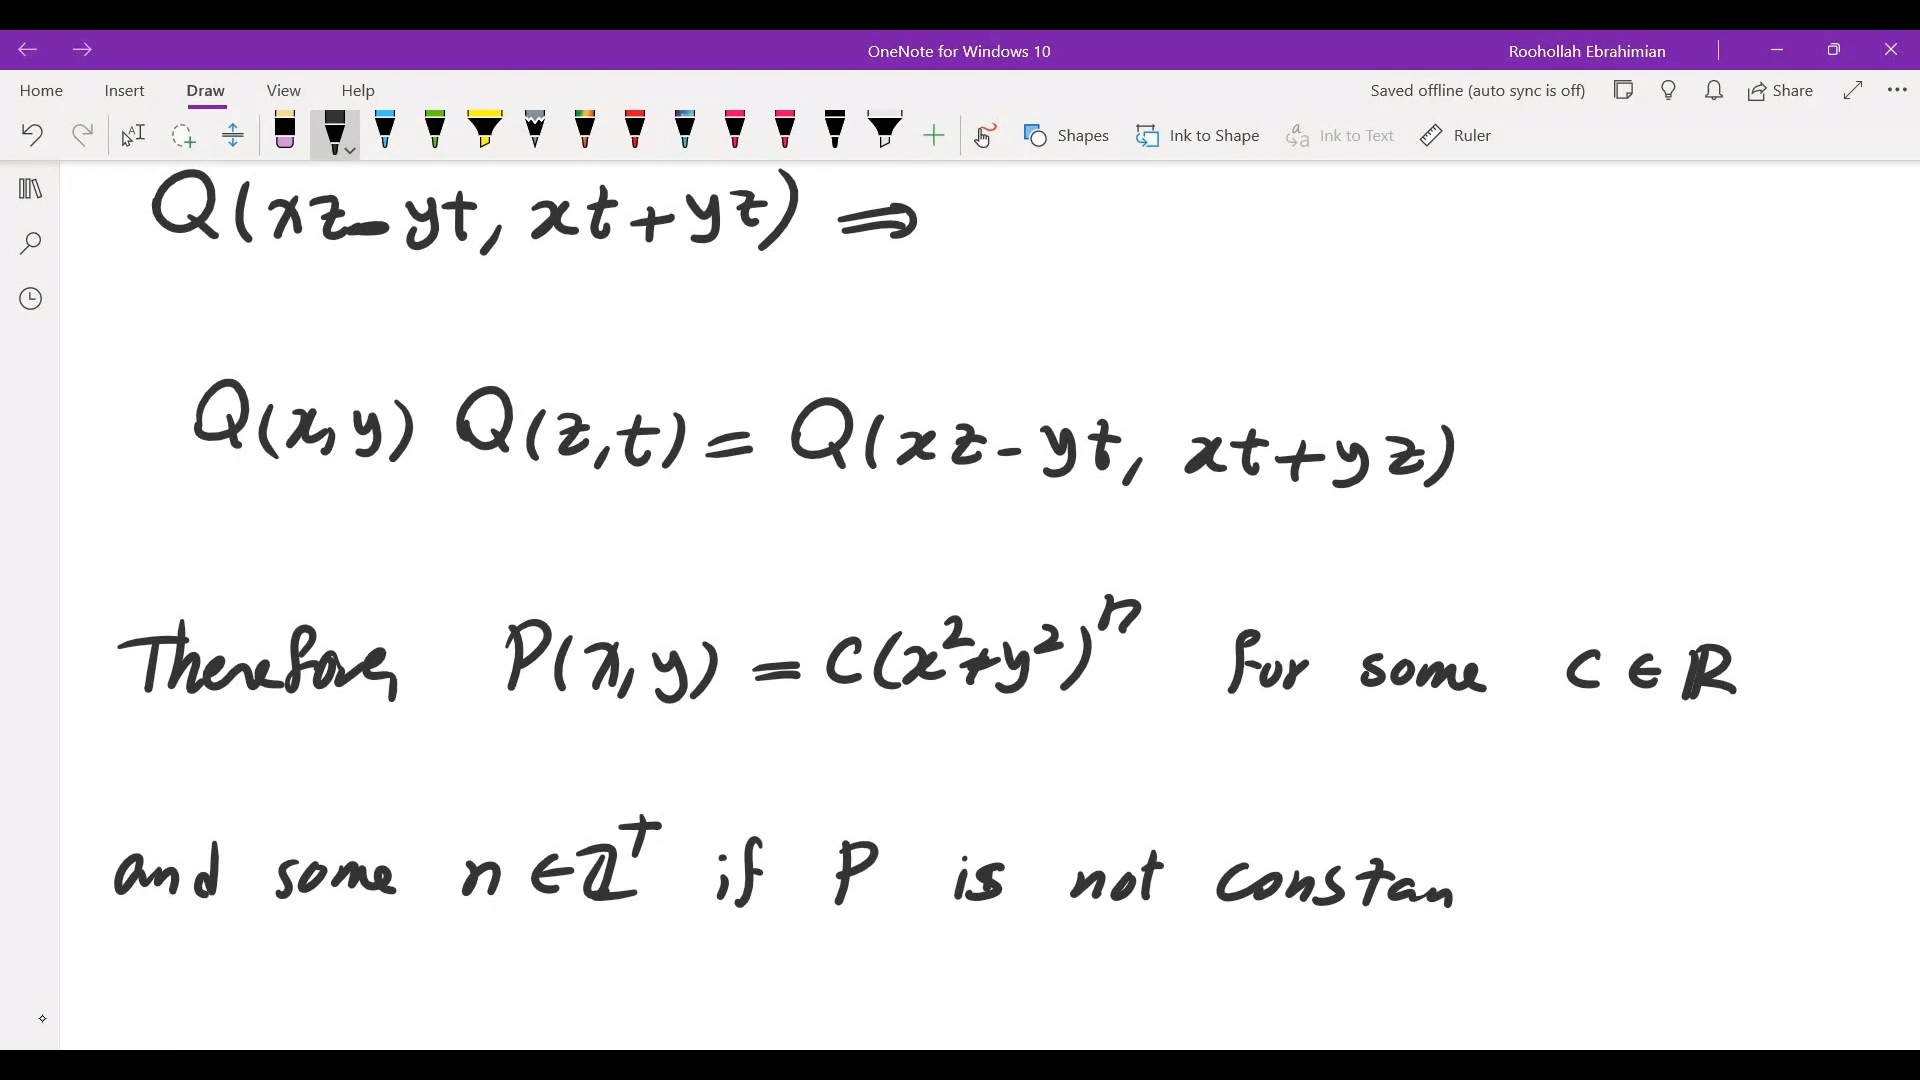 OneNote for Windows 10
Roohollah Ebrahimian
Home Insert Draw View Help
Saved offline (auto sync is off) Share
Shapes Ink to Shape Ink to Text Ruler
Q(xz-yt, xt+yz) ⇒
Q(x,y) Q(z,t) = Q(xz-yt, xt+yz)
Therefore, P(x,y) = C(x²+y²)ⁿ for some C ∈ ℝ
and some n ∈ ℤ⁺ if P is not constan